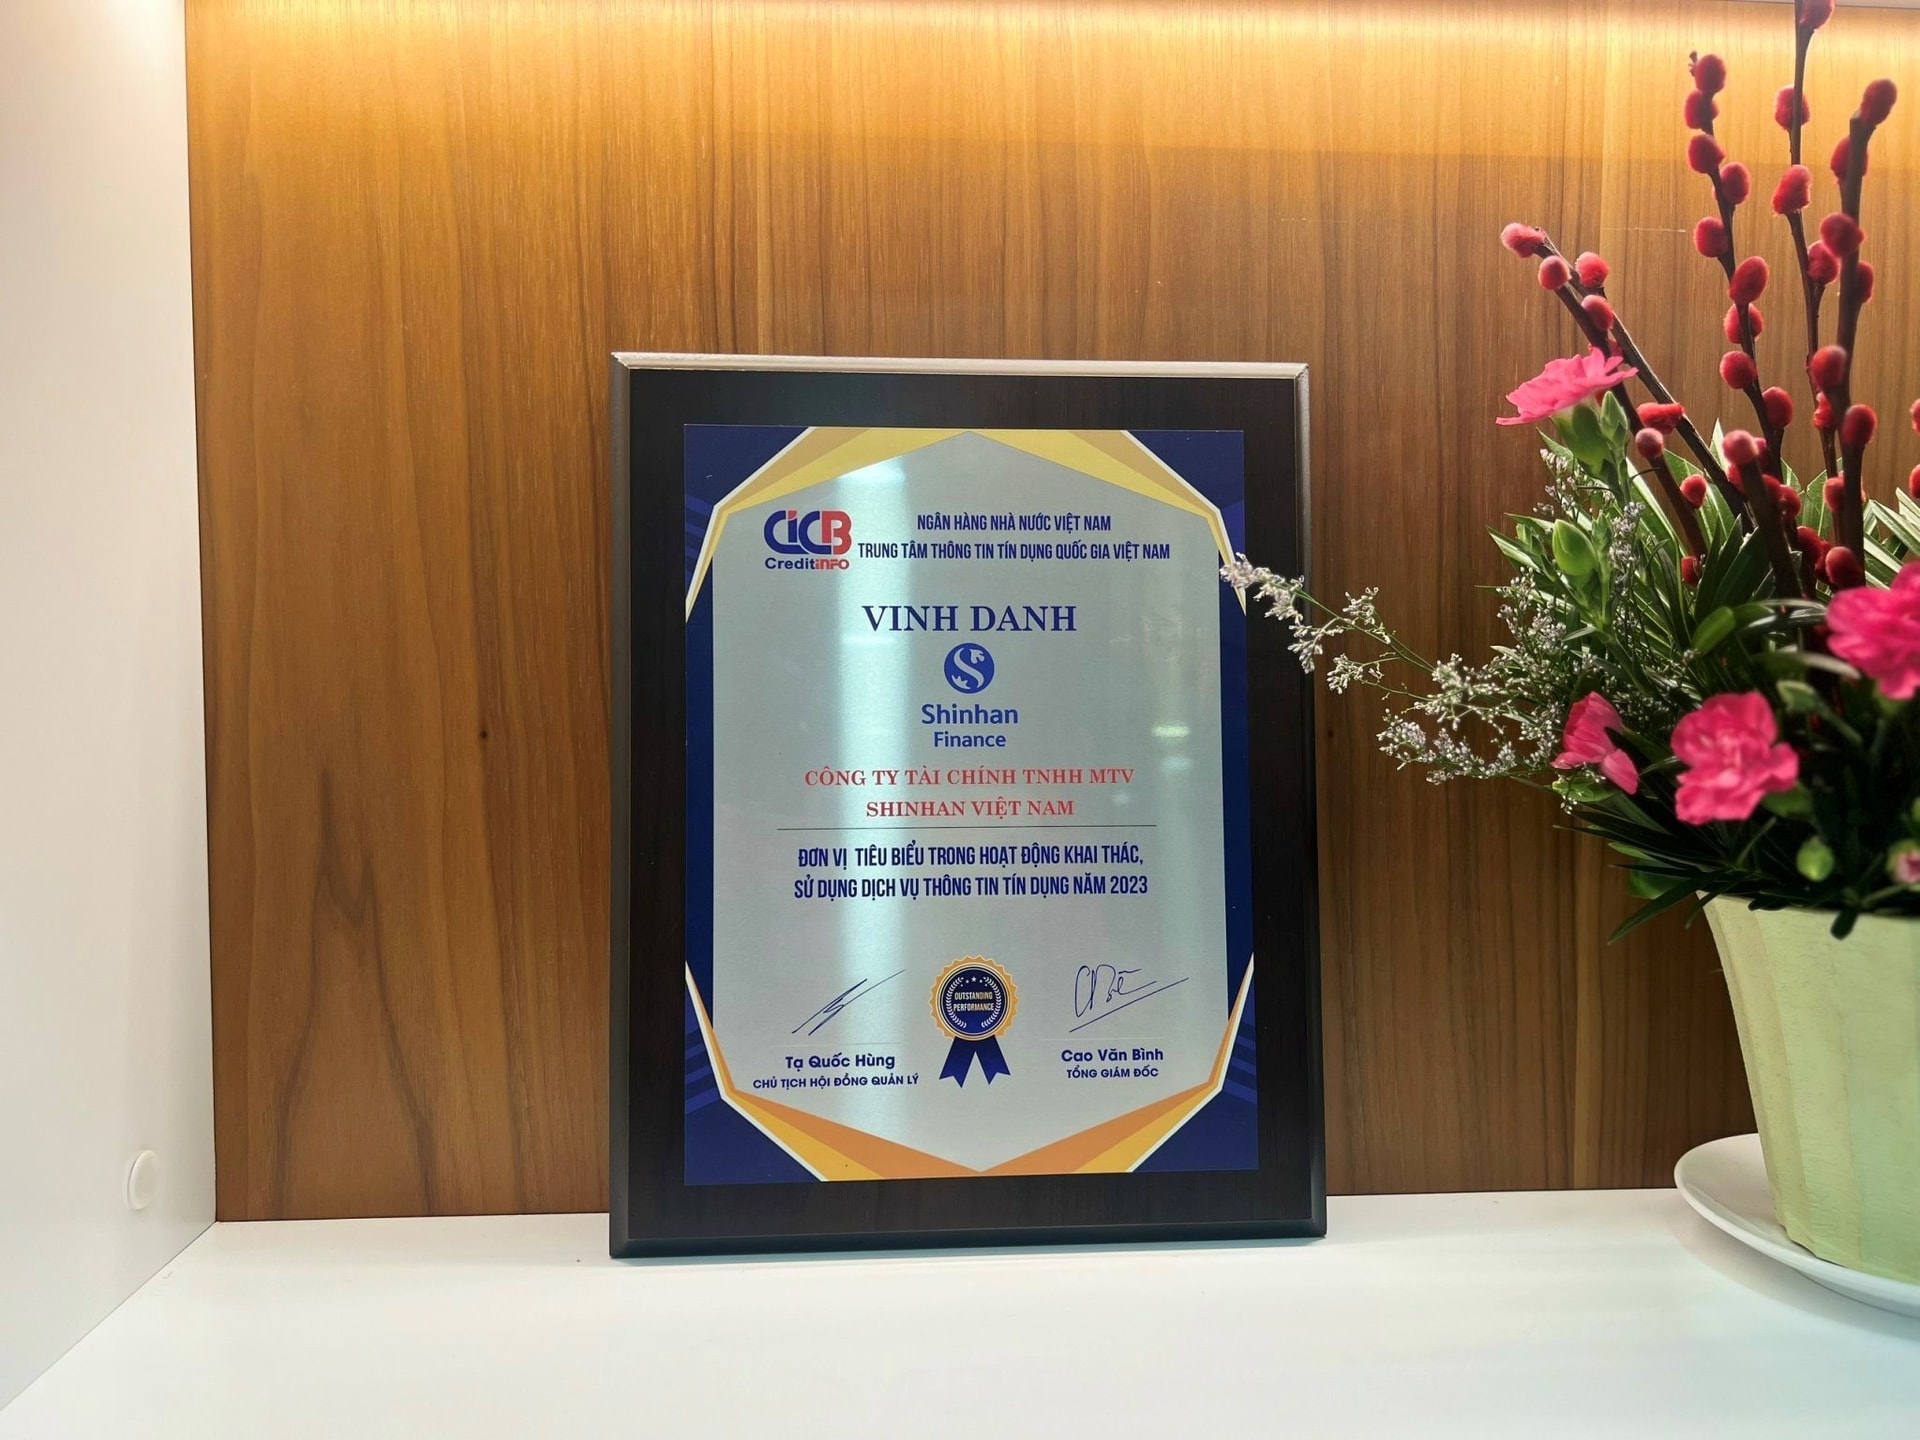 CICB
CreditINFO
NGÂN HÀNG NHÀ NƯỚC VIỆT NAM
TRUNG TÂM THÔNG TIN TÍN DỤNG QUỐC GIA VIỆT NAM
VINH DANH
Shinhan
Finance
CÔNG TY TÀI CHÍNH TNHH MTV
SHINHAN VIỆT NAM
ĐƠN VỊ TIÊU BIỂU TRONG HOẠT ĐỘNG KHAI THÁC,
SỬ DỤNG DỊCH VỤ THÔNG TIN TÍN DỤNG NĂM 2023
OUTSTANDING
PERFORMANCE
Tạ Quốc Hùng
CHỦ TỊCH HỘI ĐỒNG QUẢN LÝ
Cao Văn Bình
TỔNG GIÁM ĐỐC